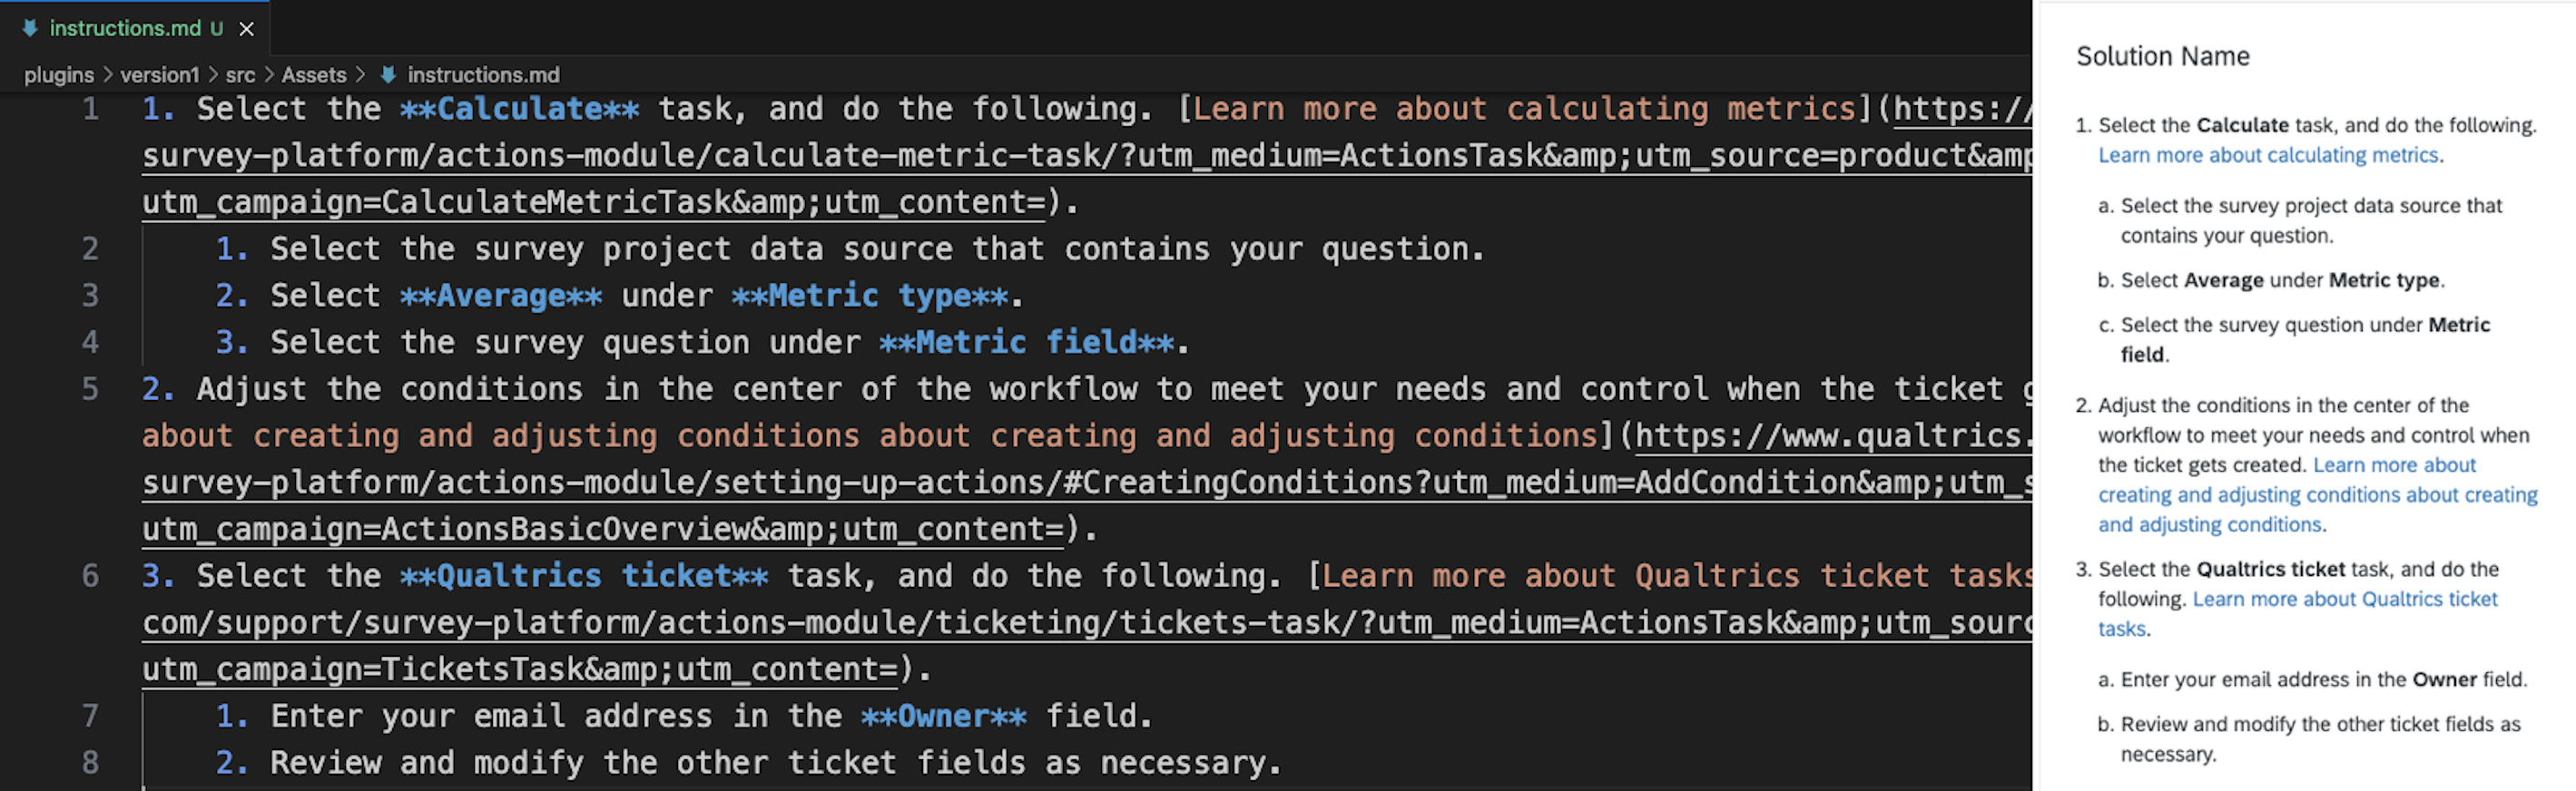 instructions.md U ×
plugins > version1 > src > Assets > instructions.md
1 1. Select the **Calculate** task, and do the following. [Learn more about calculating metrics](https://
survey-platform/actions-module/calculate-metric-task/?utm_medium=ActionsTask&amp;utm_source=product&amp
utm_campaign=CalculateMetricTask&amp;utm_content=).
2 1. Select the survey project data source that contains your question.
3 2. Select **Average** under **Metric type**.
4 3. Select the survey question under **Metric field**.
5 2. Adjust the conditions in the center of the workflow to meet your needs and control when the ticket
about creating and adjusting conditions about creating and adjusting conditions](https://www.qualtrics.
survey-platform/actions-module/setting-up-actions/#CreatingConditions?utm_medium=AddCondition&amp;utm_s
utm_campaign=ActionsBasicOverview&amp;utm_content=).
6 3. Select the **Qualtrics ticket** task, and do the following. [Learn more about Qualtrics ticket tasks
com/support/survey-platform/actions-module/ticketing/tickets-task/?utm_medium=ActionsTask&amp;utm_sourc
utm_campaign=TicketsTask&amp;utm_content=).
7 1. Enter your email address in the **Owner** field.
8 2. Review and modify the other ticket fields as necessary.
Solution Name
1. Select the Calculate task, and do the following.
Learn more about calculating metrics.
a. Select the survey project data source that
contains your question.
b. Select Average under Metric type.
c. Select the survey question under Metric
field.
2. Adjust the conditions in the center of the
workflow to meet your needs and control when
the ticket gets created. Learn more about
creating and adjusting conditions about creating
and adjusting conditions.
3. Select the Qualtrics ticket task, and do the
following. Learn more about Qualtrics ticket
tasks.
a. Enter your email address in the Owner field.
b. Review and modify the other ticket fields as
necessary.